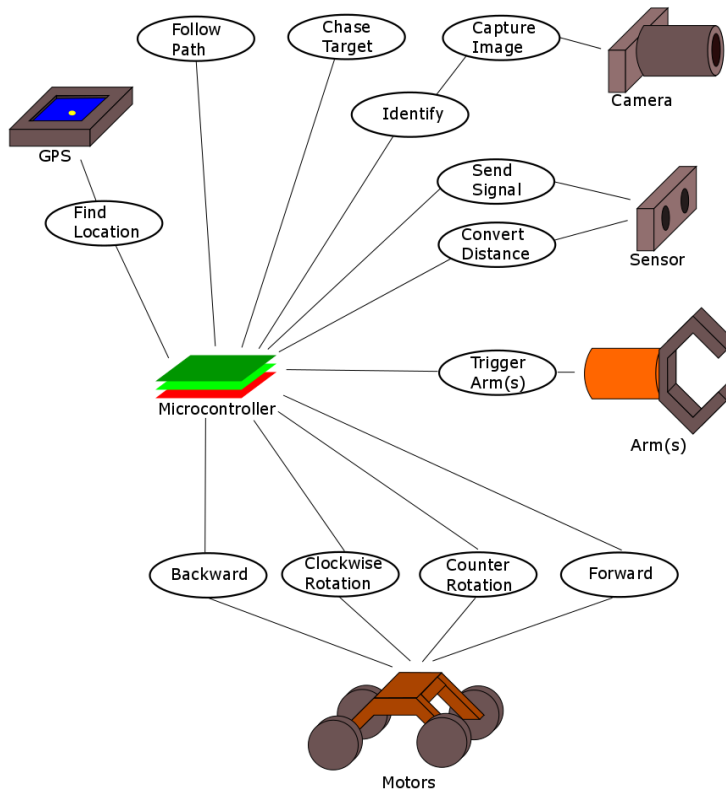 Follow
Path
Chase
Target
Capture
Image
Camera
Identify
GPS
Find
Location
Send
Signal
Convert
Distance
Sensor
Trigger
Arm(s)
Arm(s)
Microcontroller
Backward
Clockwise
Rotation
Counter
Rotation
Forward
Motors